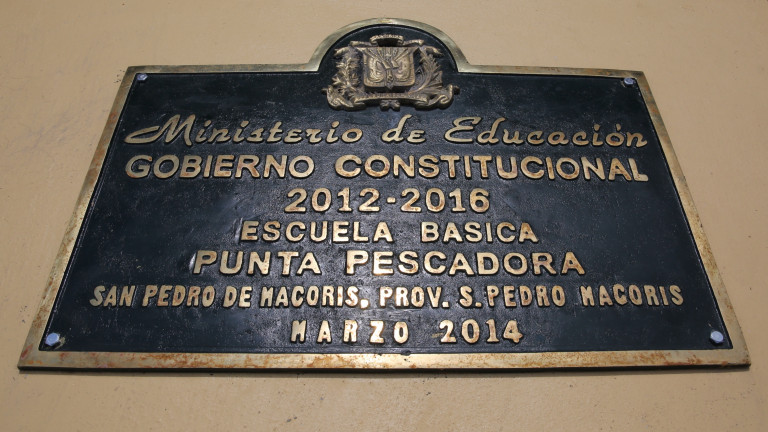 Ministerio de Educación
GOBIERNO CONSTITUCIONAL
2012-2016
ESCUELA BASICA
PUNTA PESCADORA
SAN PEDRO DE MACORIS, PROV. S. PEDRO MACORIS
MARZO 2014